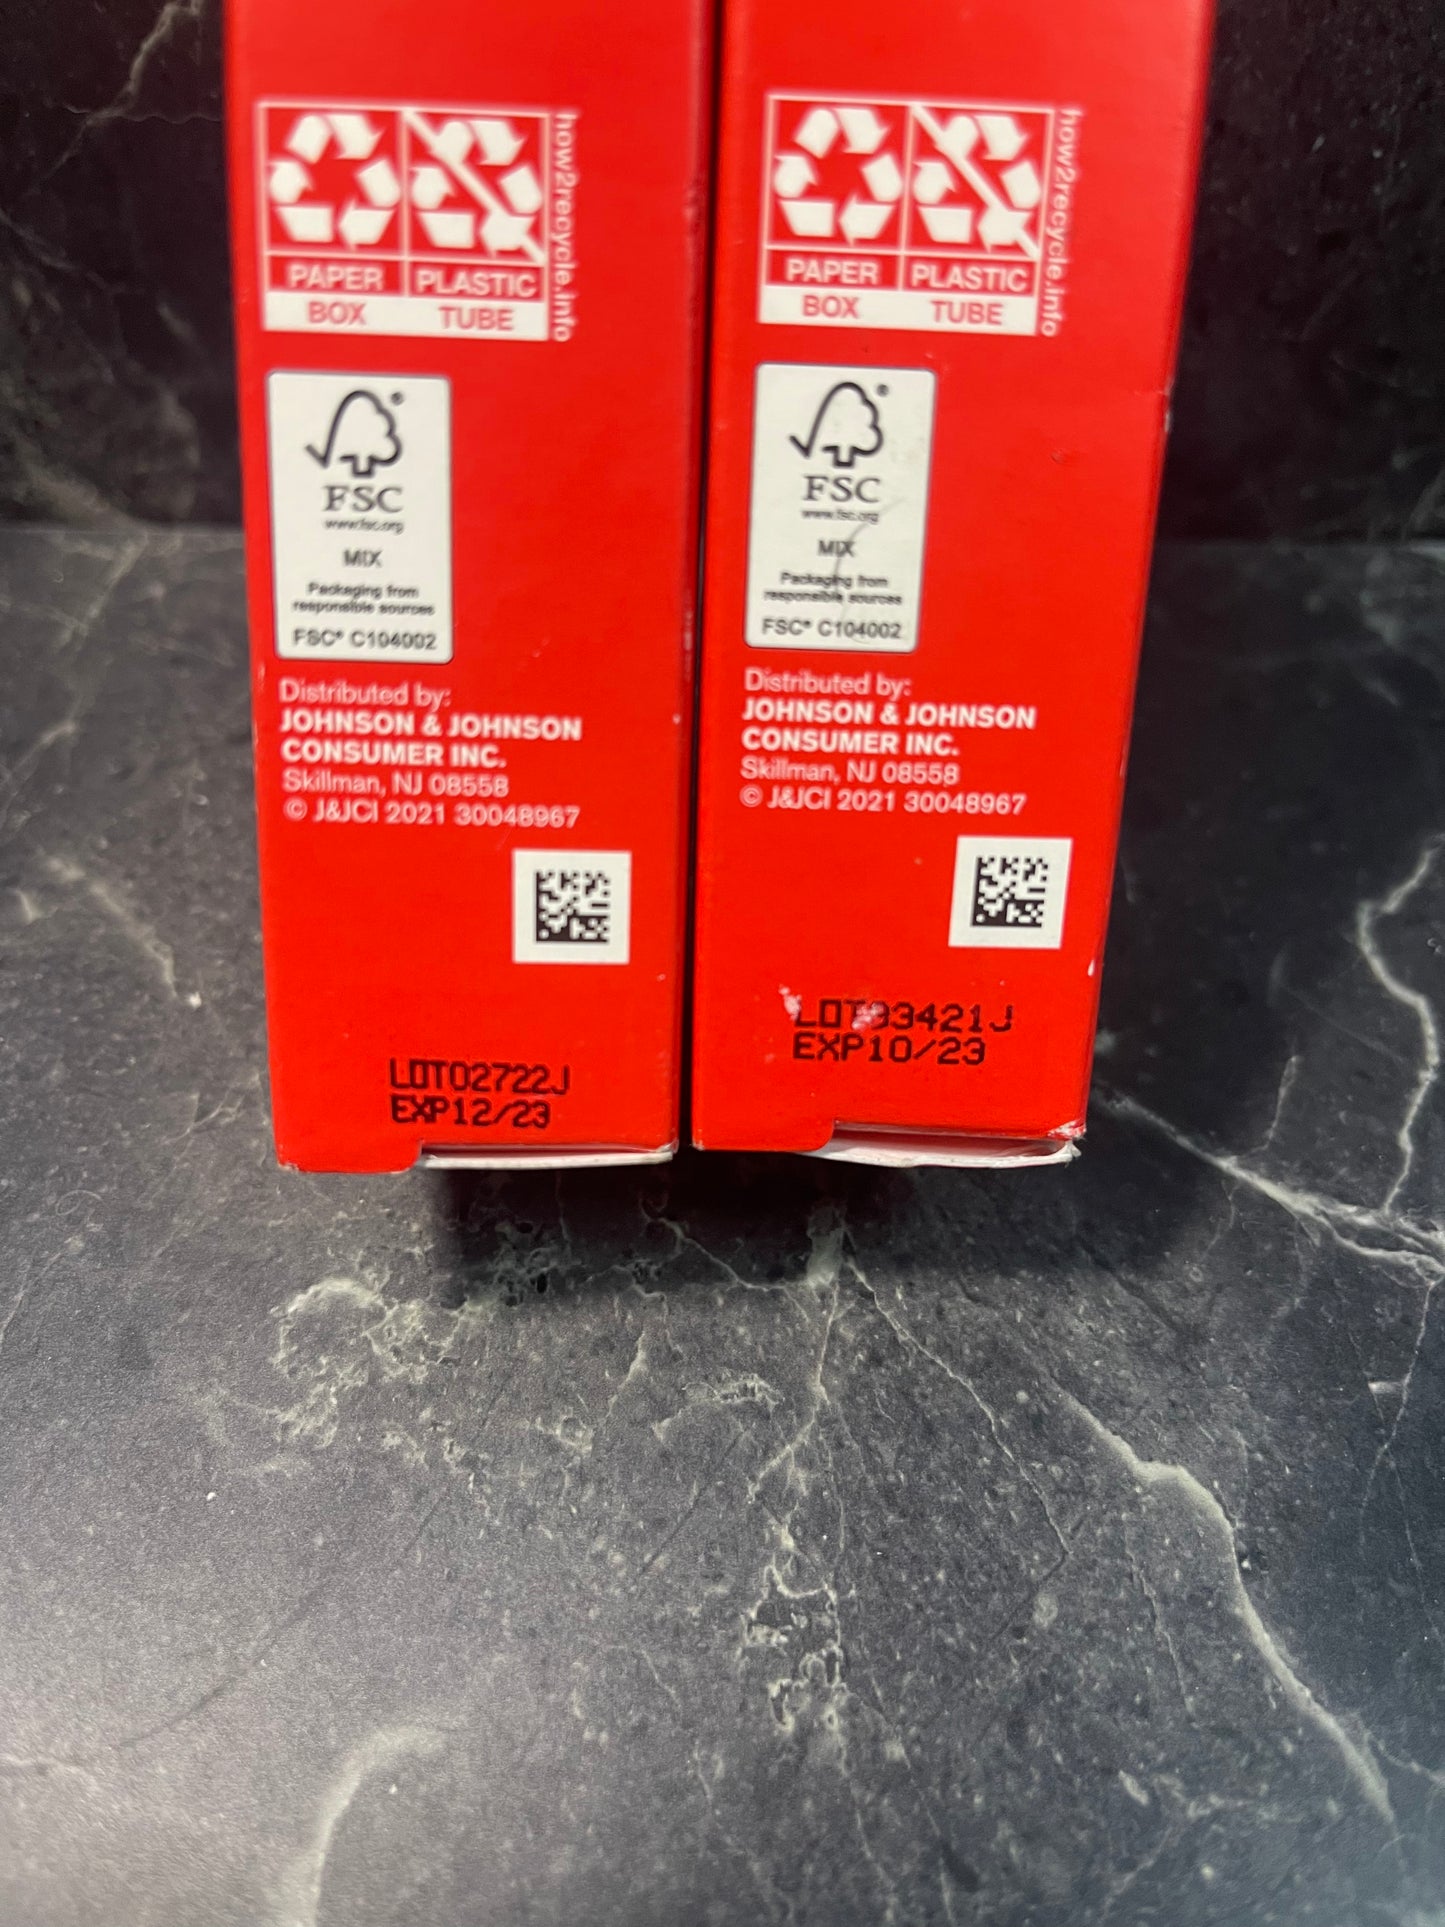 how2recycle.info
PAPER PLASTIC
BOX TUBE
FSC
www.fsc.org
MIX
Packaging from
responsible sources
FSC® C104002
Distributed by:
JOHNSON & JOHNSON
CONSUMER INC.
Skillman, NJ 08558
© J&JCI 2021 30048967
LOT02722J
EXP12/23
how2recycle.info
PAPER PLASTIC
BOX TUBE
FSC
www.fsc.org
MIX
Packaging from
responsible sources
FSC® C104002
Distributed by:
JOHNSON & JOHNSON
CONSUMER INC.
Skillman, NJ 08558
© J&JCI 2021 30048967
EXP10/23